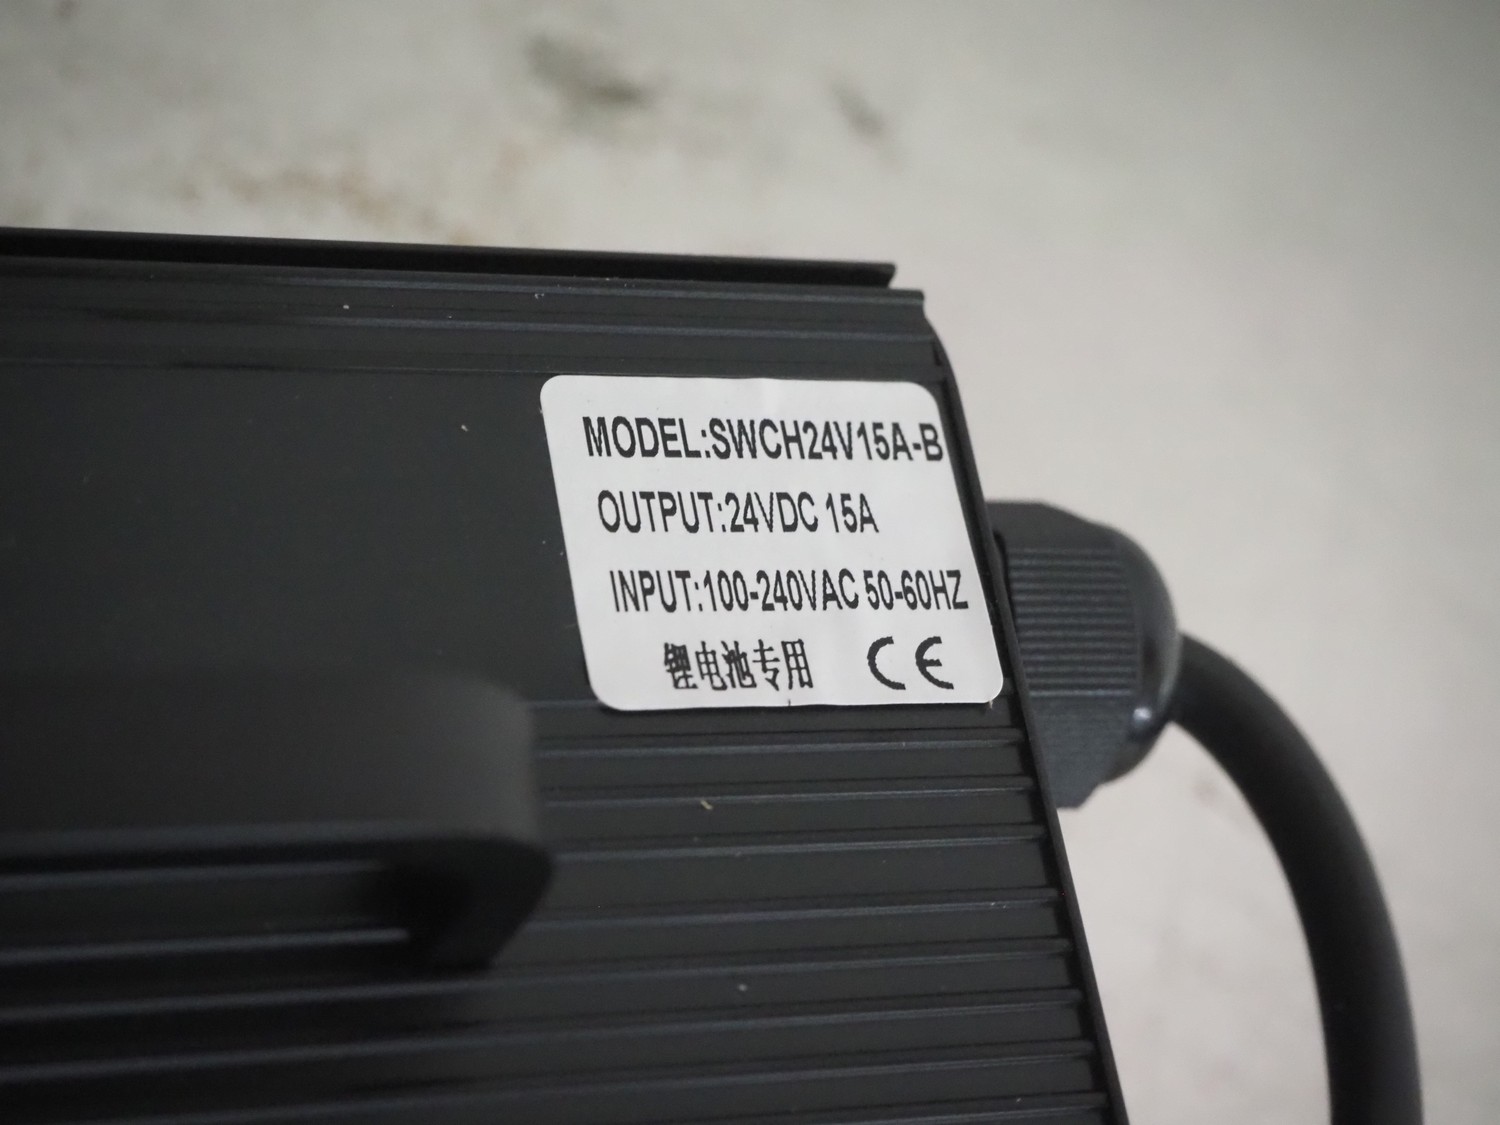 MODEL:SWCH24V15A-B
OUTPUT:24VDC 15A
INPUT:100-240VAC 50-60HZ
锂电池专用 CE